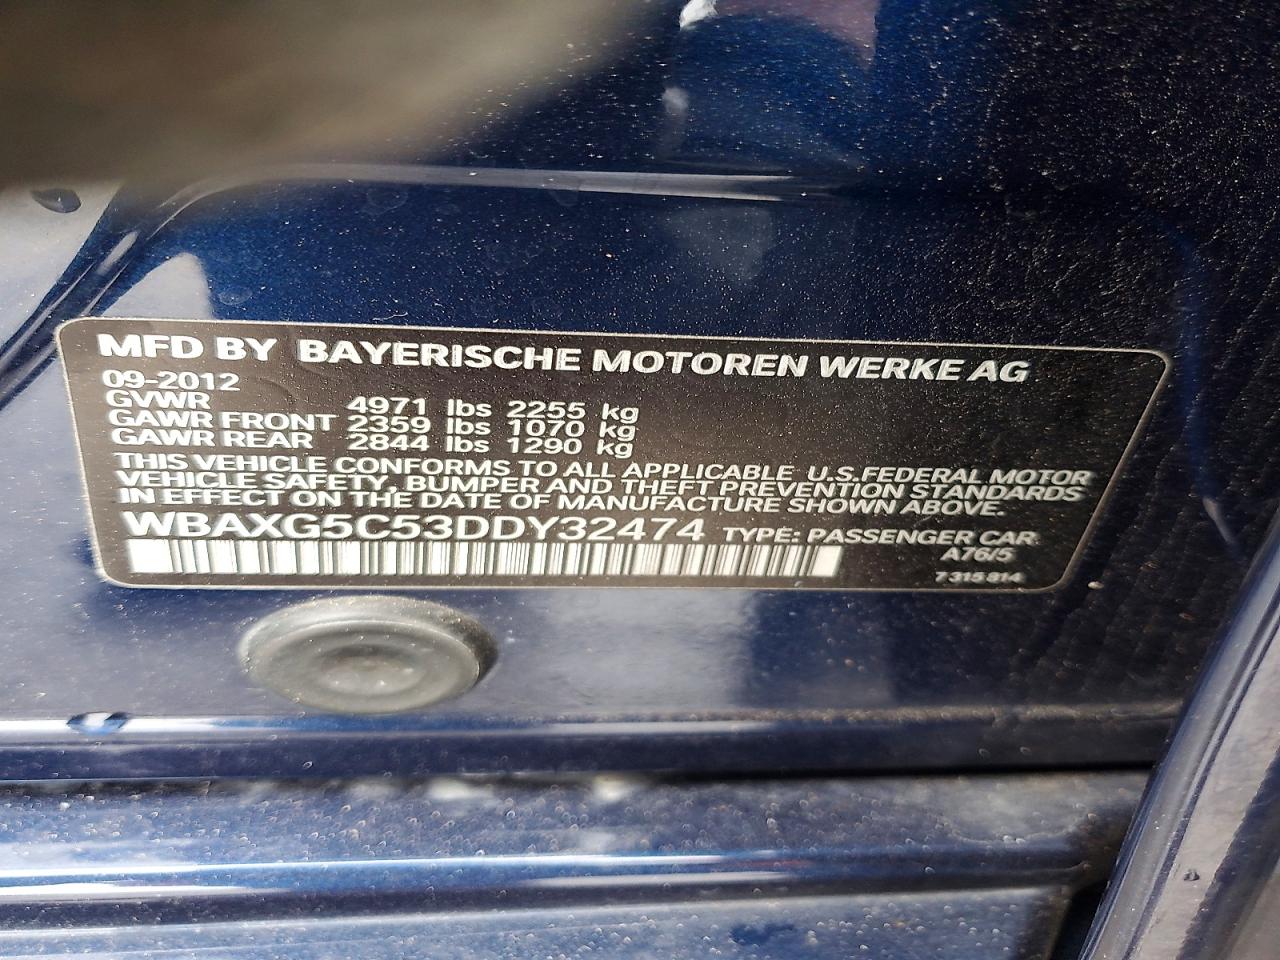 MFD BY BAYERISCHE MOTOREN WERKE AG
09-2012
GVWR 4971 lbs 2255 kg
GAWR FRONT 2359 lbs 1070 kg
GAWR REAR 2844 lbs 1290 kg
THIS VEHICLE CONFORMS TO ALL APPLICABLE U.S.FEDERAL MOTOR
VEHICLE SAFETY, BUMPER AND THEFT PREVENTION STANDARDS
IN EFFECT ON THE DATE OF MANUFACTURE SHOWN ABOVE.
WBAXG5C53DDY32474 TYPE: PASSENGER CAR
A76/5
7 315 814